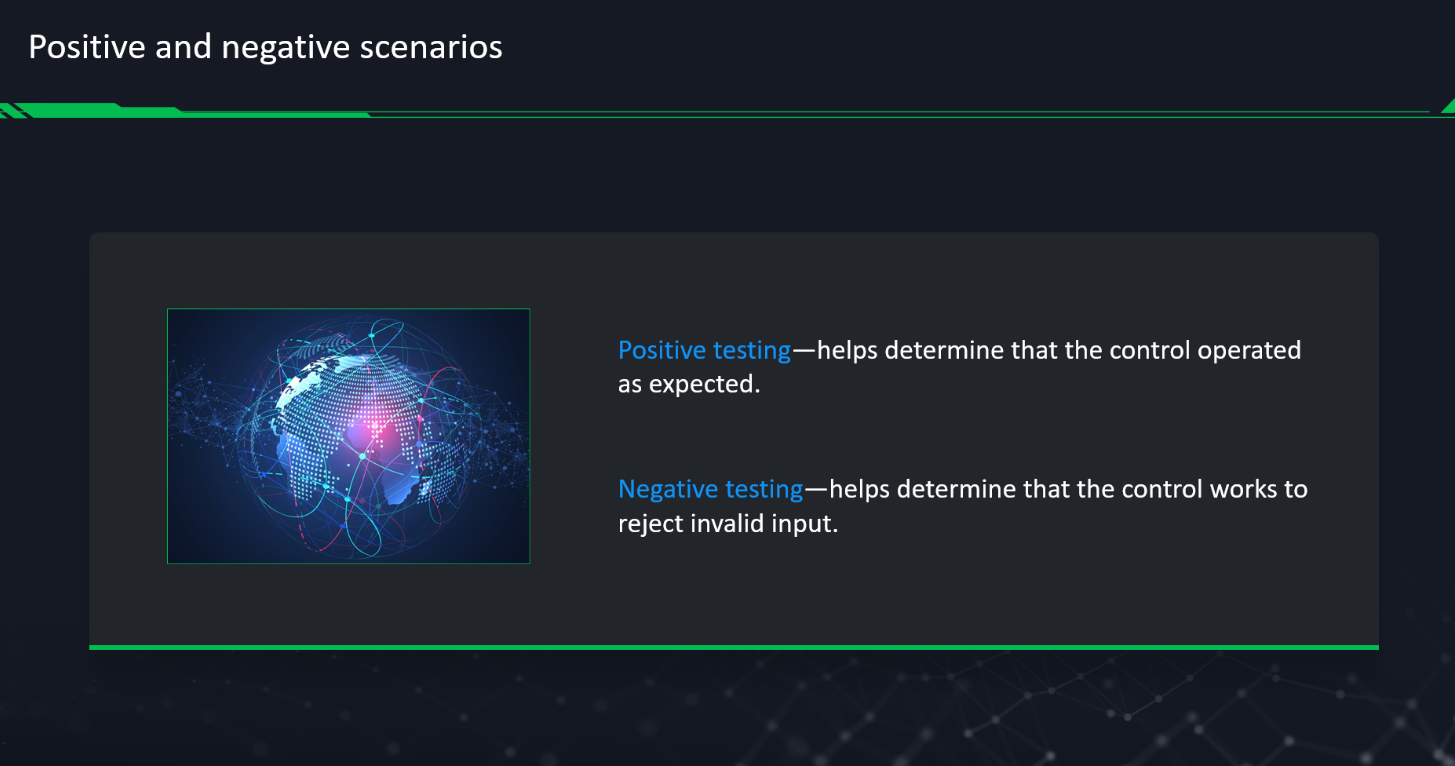 Positive and negative scenarios
Positive testing—helps determine that the control operated
as expected.
Negative testing—helps determine that the control works to
reject invalid input.